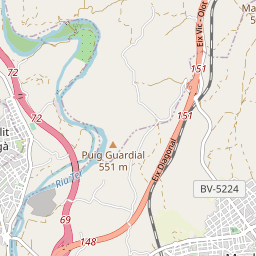 Eix Vic - Olot
Ma
5
151
72
151
72
lit
gà
Puig Guardial
551 m
Riu Ter
Eix Diagonal
BV-5224
69
148